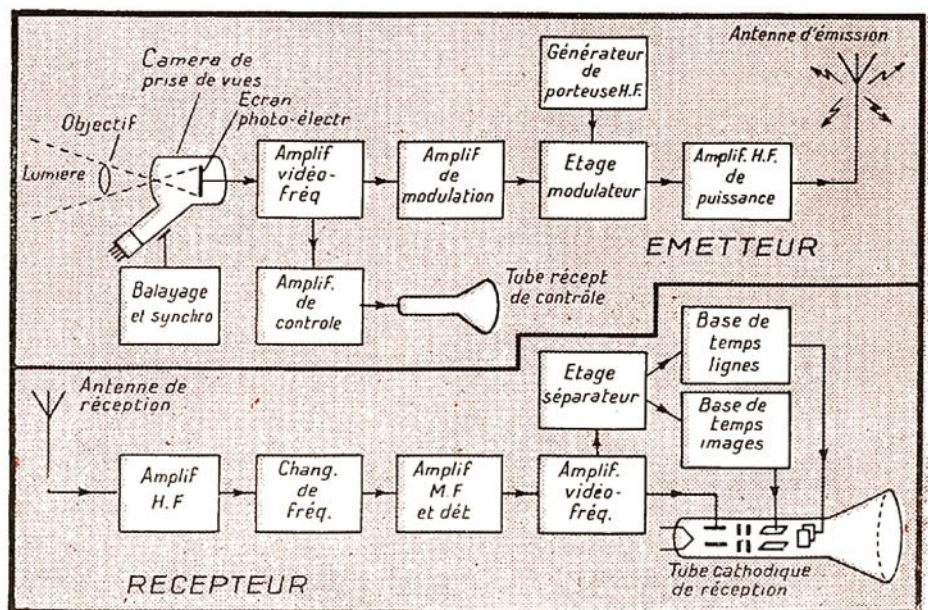 Antenne d'émission
Générateur
de
porteuse H.F.
Camera de
prise de vues
Ecran
photo-électr
Objectif
Lumière
Amplif
vidéo-
Fréq
Amplif
de
modulation
Etage
modulateur
Amplif. H.F.
de
puissance
EMETTEUR
Balayage
et synchro
Amplif.
de
controle
Tube récept
de contrôle
Antenne de
réception
Etage
séparateur
Base de
temps
lignes
Base de
temps
images
Amplif
H.F
Chang.
de
fréq.
Amplif
M.F
et dét
Amplif.
vidéo-
fréq.
RECEPTEUR
Tube cathodique
de réception